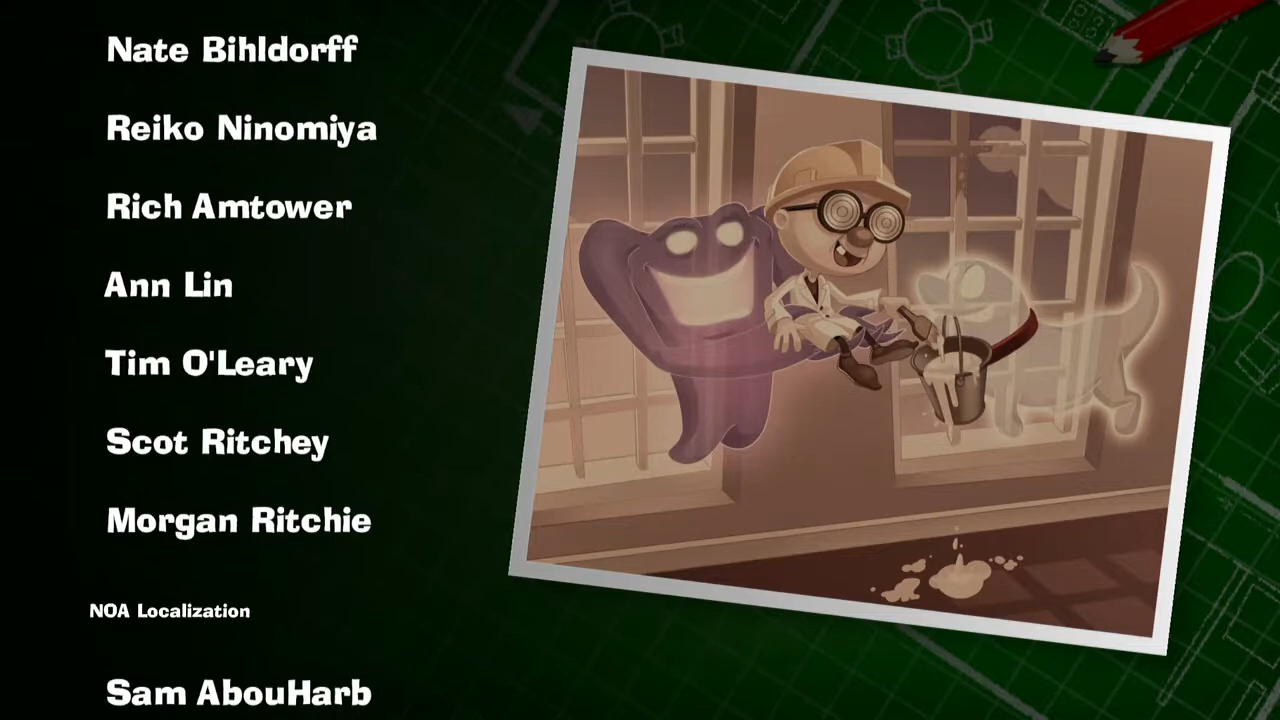 Nate Bihldorff
Reiko Ninomiya
Rich Amtower
Ann Lin
Tim O'Leary
Scot Ritchey
Morgan Ritchie
NOA Localization
Sam AbouHarb